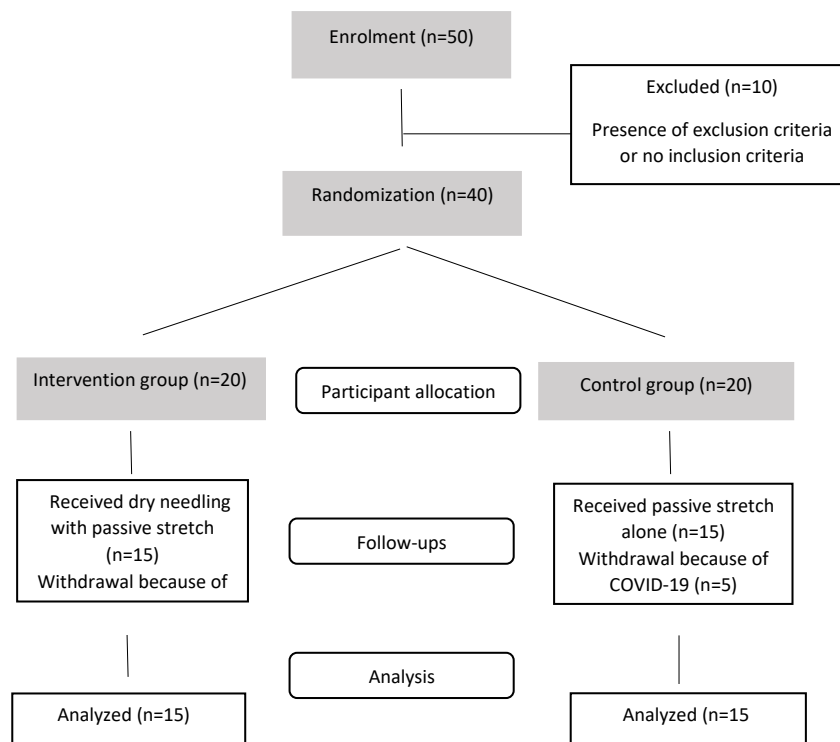 Enrolment (n=50)
Excluded (n=10)
Presence of exclusion criteria
or no inclusion criteria
Randomization (n=40)
Intervention group (n=20)
Participant allocation
Control group (n=20)
Received dry needling
with passive stretch
(n=15)
Withdrawal because of
Follow-ups
Received passive stretch
alone (n=15)
Withdrawal because of
COVID-19 (n=5)
Analysis
Analyzed (n=15)
Analyzed (n=15